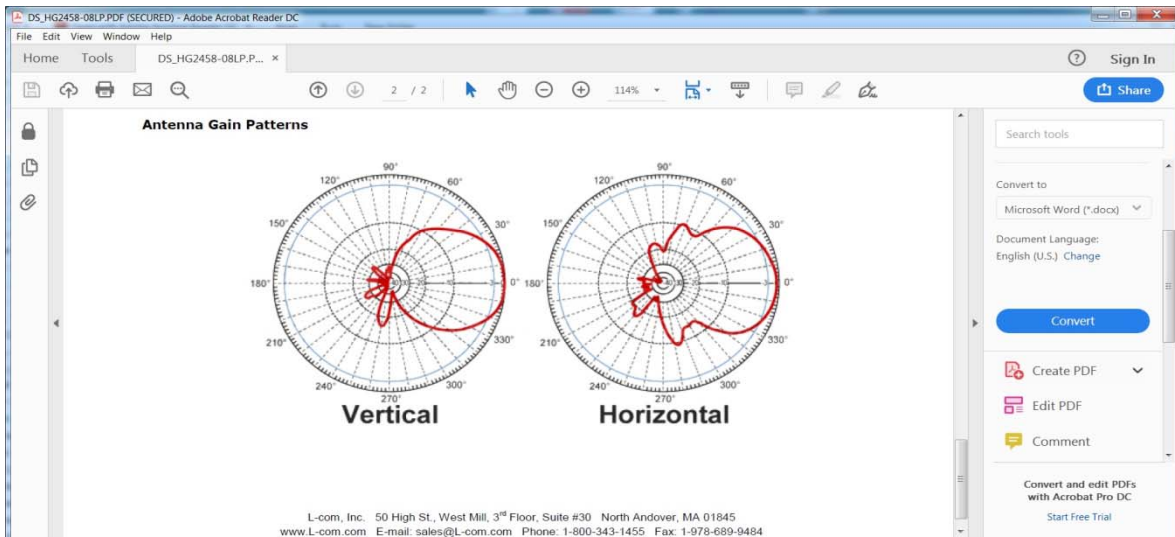 DS_HG2458-08LP.PDF (SECURED) - Adobe Acrobat Reader DC
File Edit View Window Help
Home Tools DS_HG2458-08LP.P... × Sign In
2 / 2 114% Share
Antenna Gain Patterns
Search tools
Convert to
Microsoft Word (*.docx)
Document Language:
English (U.S.) Change
Convert
Create PDF
Edit PDF
Comment
Convert and edit PDFs
with Acrobat Pro DC
Start Free Trial
90°
120° 60°
150° 30°
180° 0°
210° 330°
240° 300°
270°
Vertical
90°
120° 60°
150° 30°
180° 0°
210° 330°
240° 300°
270°
Horizontal
L-com, Inc. 50 High St., West Mill, 3rd Floor, Suite #30 North Andover, MA 01845
www.L-com.com E-mail: sales@L-com.com Phone: 1-800-343-1455 Fax: 1-978-689-9484